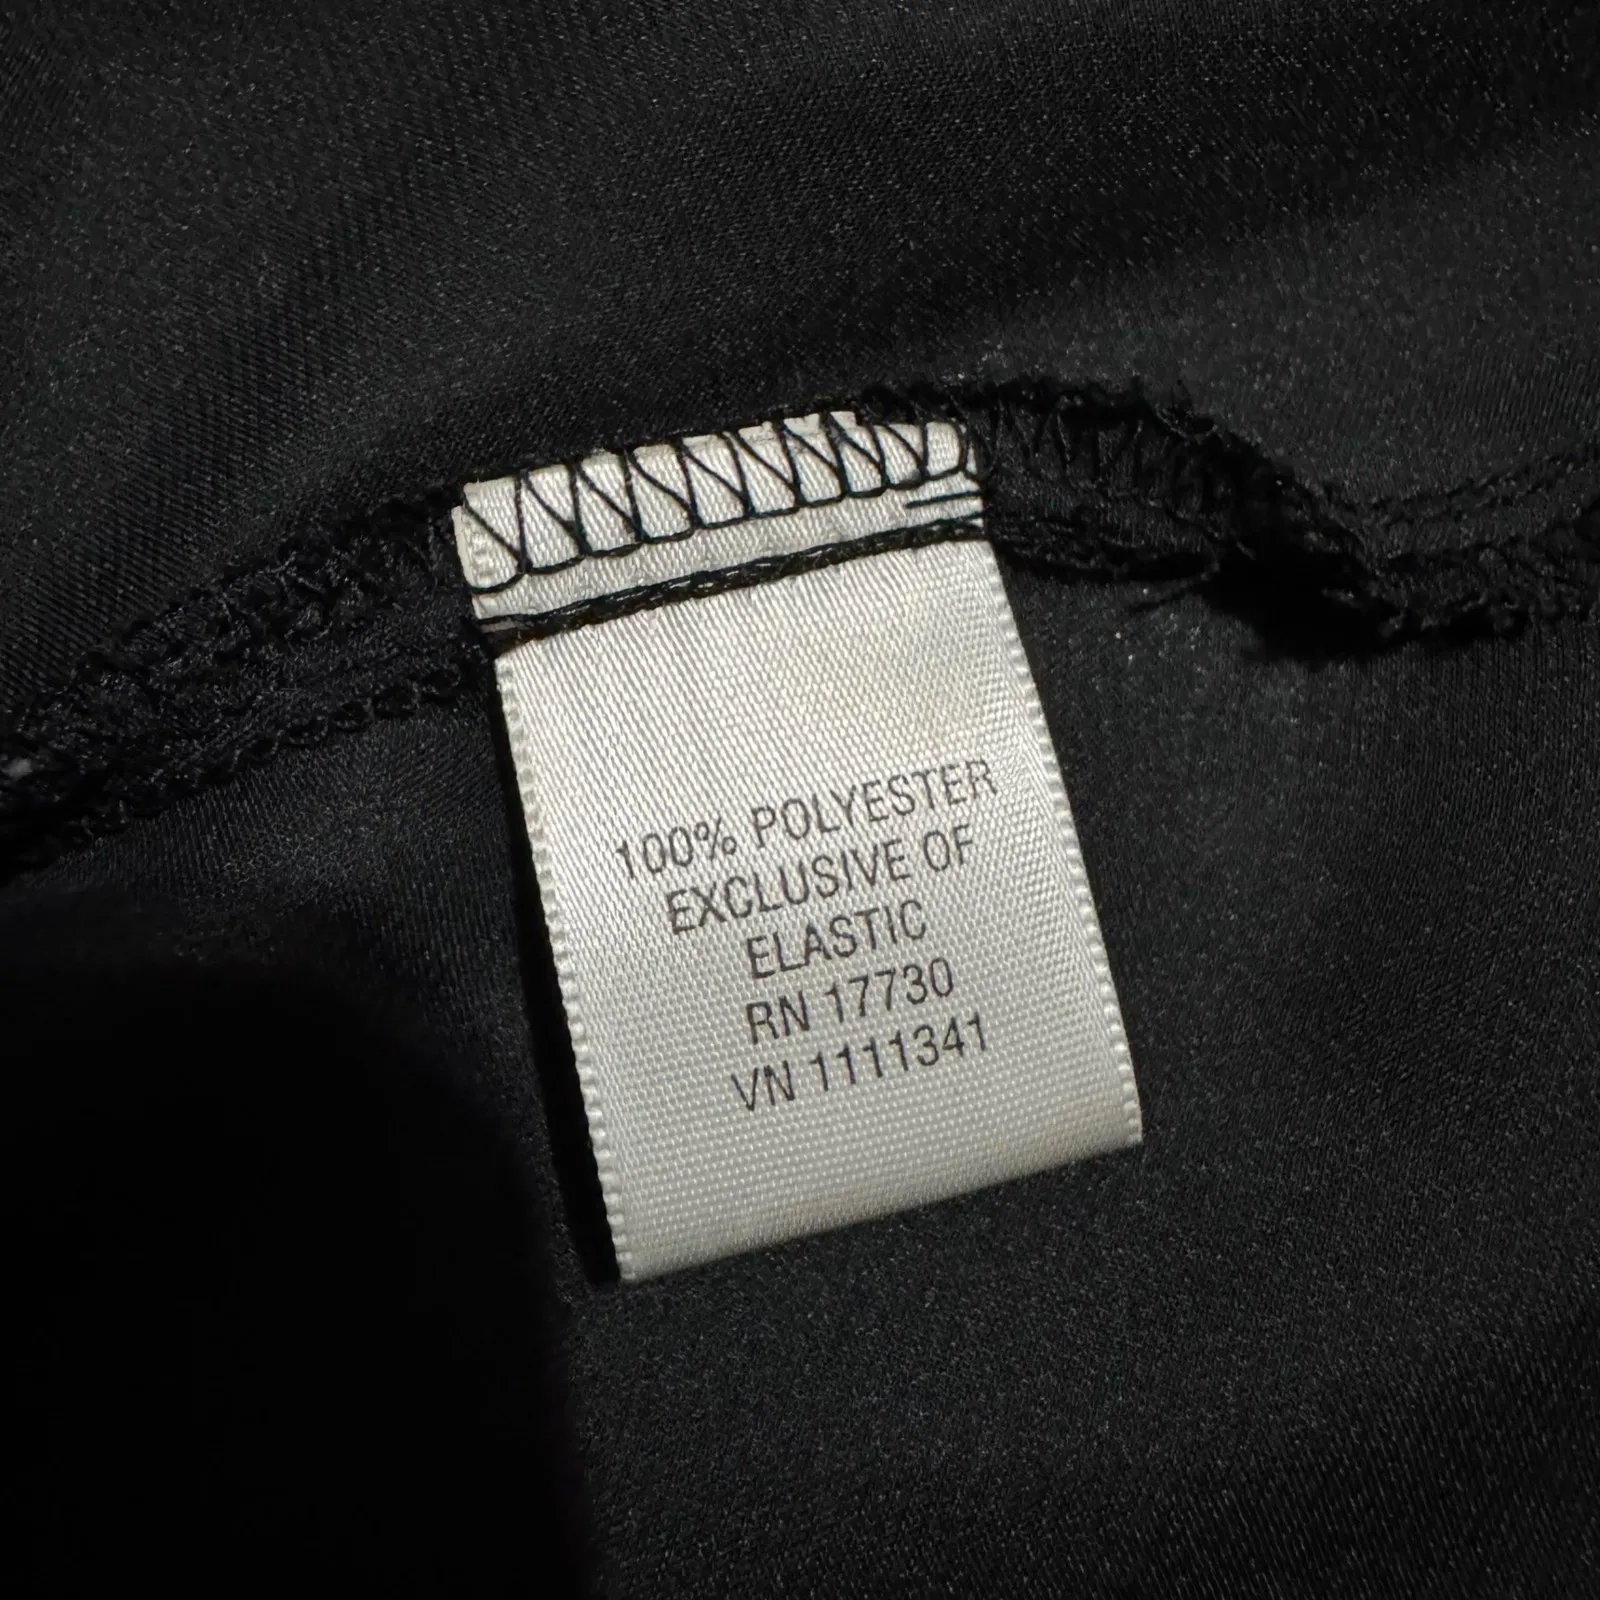 100% POLYESTER
EXCLUSIVE OF
ELASTIC
RN 17730
VN 1111341